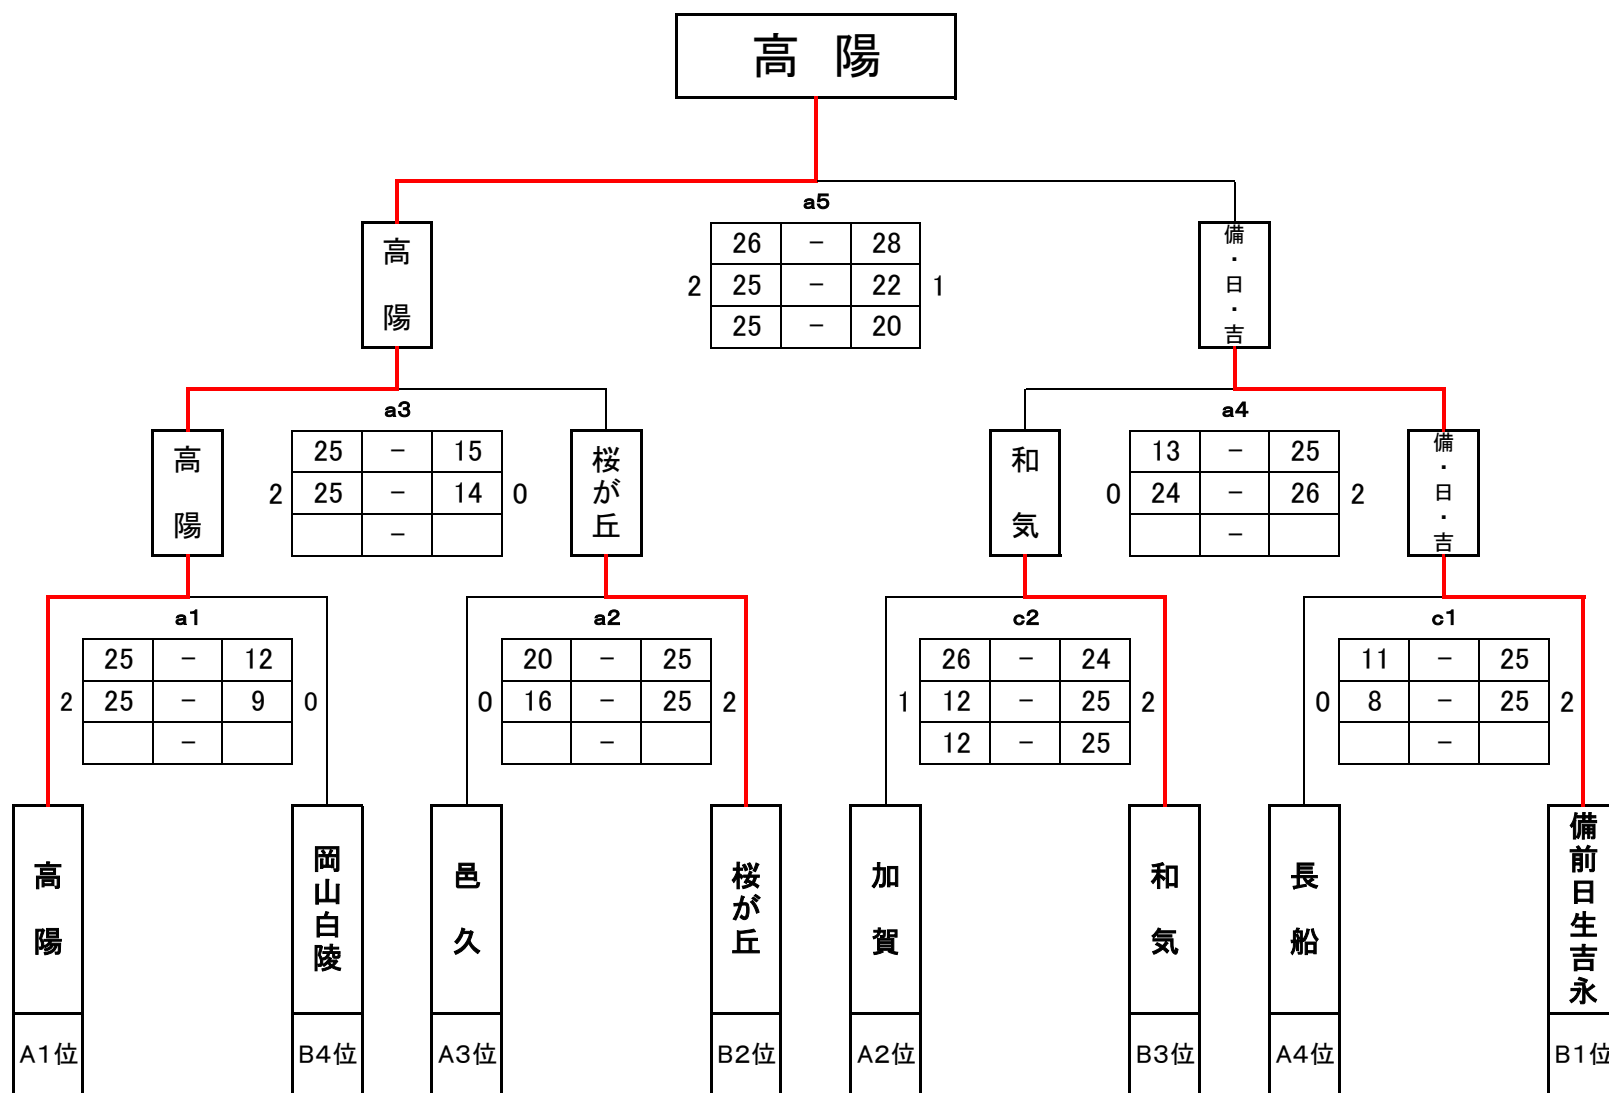 高 陽
a5
高陽
備・日・吉
26 － 28
2 25 － 22 1
25 － 20
a3
a4
高陽
25 － 15
2 25 － 14 0
－
桜が丘
和気
13 － 25
0 24 － 26 2
－
備・日・吉
a1
a2
c2
c1
25 － 12
2 25 － 9 0
－
20 － 25
0 16 － 25 2
－
26 － 24
1 12 － 25 2
12 － 25
11 － 25
0 8 － 25 2
－
高陽
岡山白陵
邑久
桜が丘
加賀
和気
長船
備前日生吉永
A1位
B4位
A3位
B2位
A2位
B3位
A4位
B1位